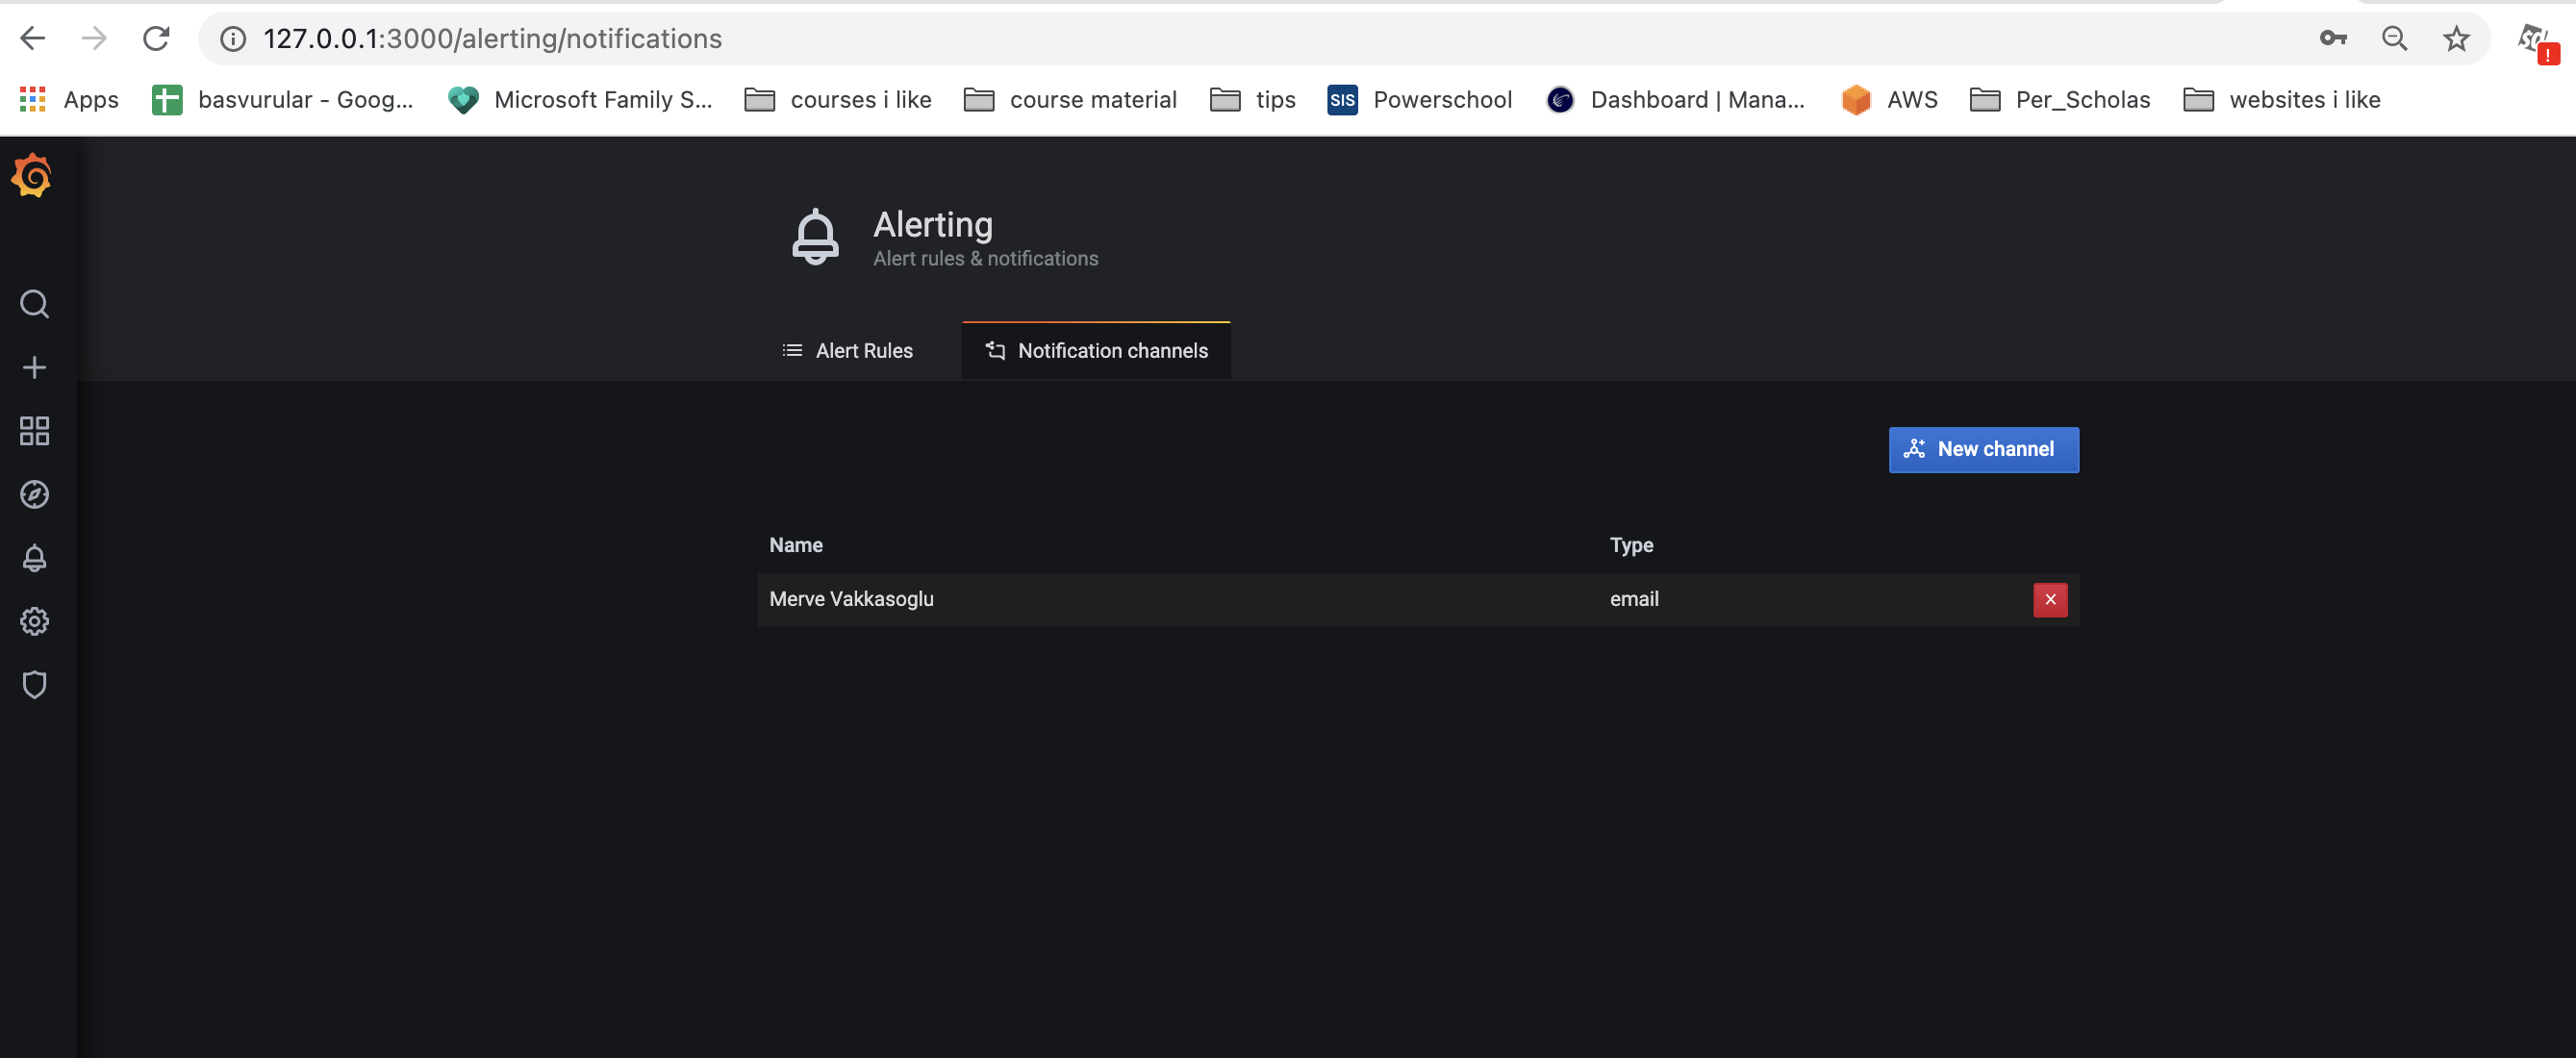 127.0.0.1:3000/alerting/notifications
Apps basvurular - Goog... Microsoft Family S... courses i like course material tips SIS Powerschool Dashboard | Mana... AWS Per_Scholas websites i like
Alerting
Alert rules & notifications
Alert Rules Notification channels
New channel
Name Type
Merve Vakkasoglu email